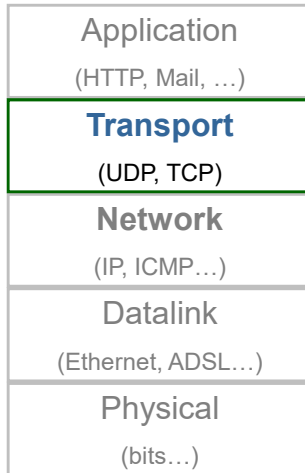 Application
(HTTP, Mail, …)
Transport
(UDP, TCP)
Network
(IP, ICMP…)
Datalink
(Ethernet, ADSL…)
Physical
(bits…)